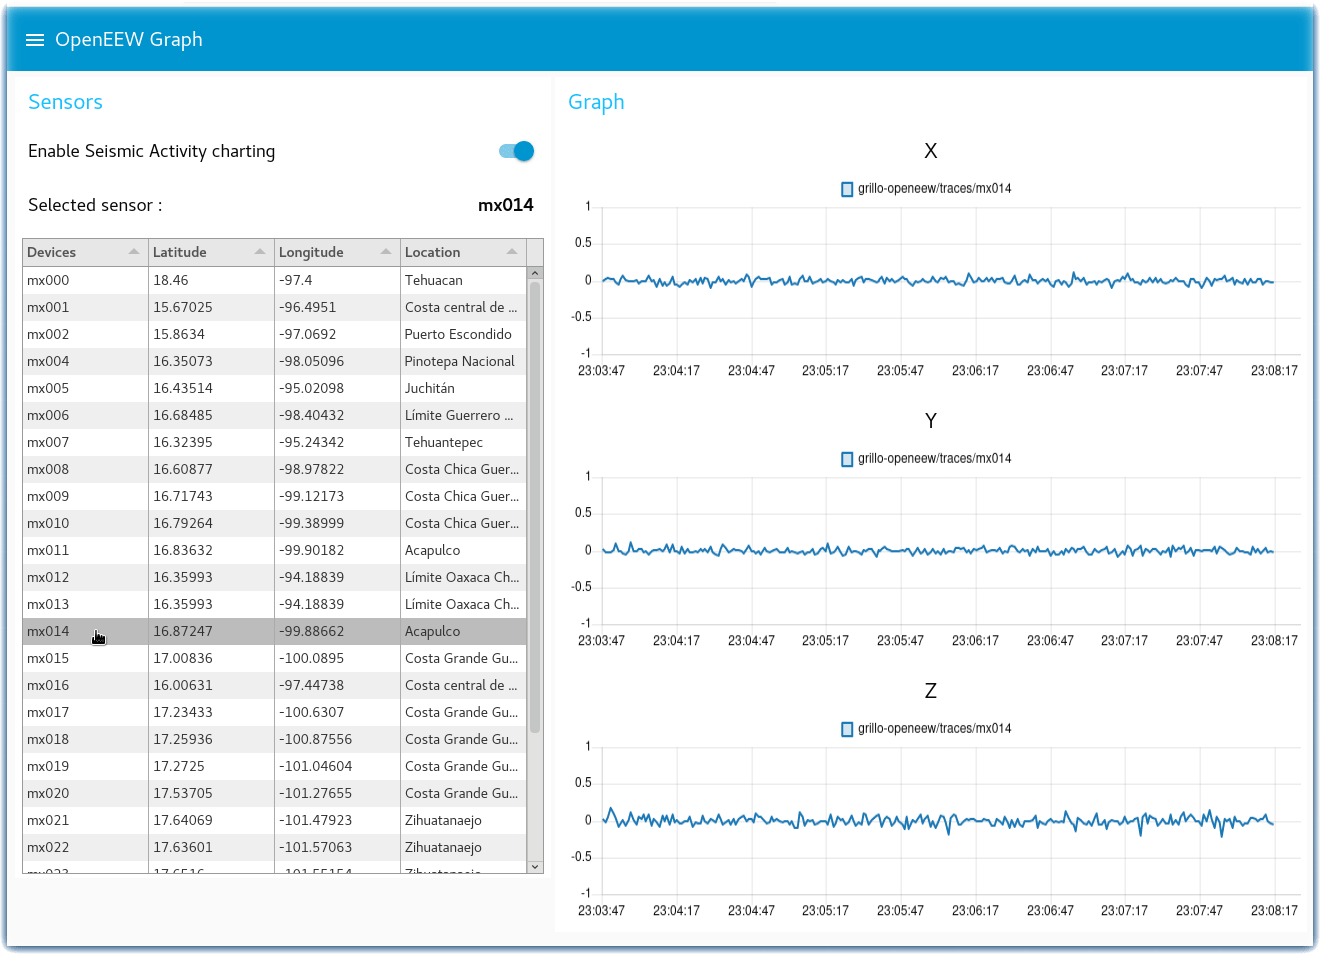 OpenEEW Graph
Sensors
Enable Seismic Activity charting
Selected sensor : mx014
Devices Latitude Longitude Location
mx000 18.46 -97.4 Tehuacan
mx001 15.67025 -96.4951 Costa central de ...
mx002 15.8634 -97.0692 Puerto Escondido
mx004 16.35073 -98.05096 Pinotepa Nacional
mx005 16.43514 -95.02098 Juchitán
mx006 16.68485 -98.40432 Límite Guerrero ...
mx007 16.32395 -95.24342 Tehuantepec
mx008 16.60877 -98.97822 Costa Chica Guer...
mx009 16.71743 -99.12173 Costa Chica Guer...
mx010 16.79264 -99.38999 Costa Chica Guer...
mx011 16.83632 -99.90182 Acapulco
mx012 16.35993 -94.18839 Límite Oaxaca Ch...
mx013 16.35993 -94.18839 Límite Oaxaca Ch...
mx014 16.87247 -99.88662 Acapulco
mx015 17.00836 -100.0895 Costa Grande Gu...
mx016 16.00631 -97.44738 Costa central de ...
mx017 17.23433 -100.6307 Costa Grande Gu...
mx018 17.25936 -100.87556 Costa Grande Gu...
mx019 17.2725 -101.04604 Costa Grande Gu...
mx020 17.53705 -101.27655 Costa Grande Gu...
mx021 17.64069 -101.47923 Zihuatanaejo
mx022 17.63601 -101.57063 Zihuatanaejo
Graph
X
grillo-openeew/traces/mx014
1
0.5
0
-0.5
-1
23:03:47 23:04:17 23:04:47 23:05:17 23:05:47 23:06:17 23:06:47 23:07:17 23:07:47 23:08:17
Y
grillo-openeew/traces/mx014
1
0.5
0
-0.5
-1
23:03:47 23:04:17 23:04:47 23:05:17 23:05:47 23:06:17 23:06:47 23:07:17 23:07:47 23:08:17
Z
grillo-openeew/traces/mx014
1
0.5
0
-0.5
-1
23:03:47 23:04:17 23:04:47 23:05:17 23:05:47 23:06:17 23:06:47 23:07:17 23:07:47 23:08:17